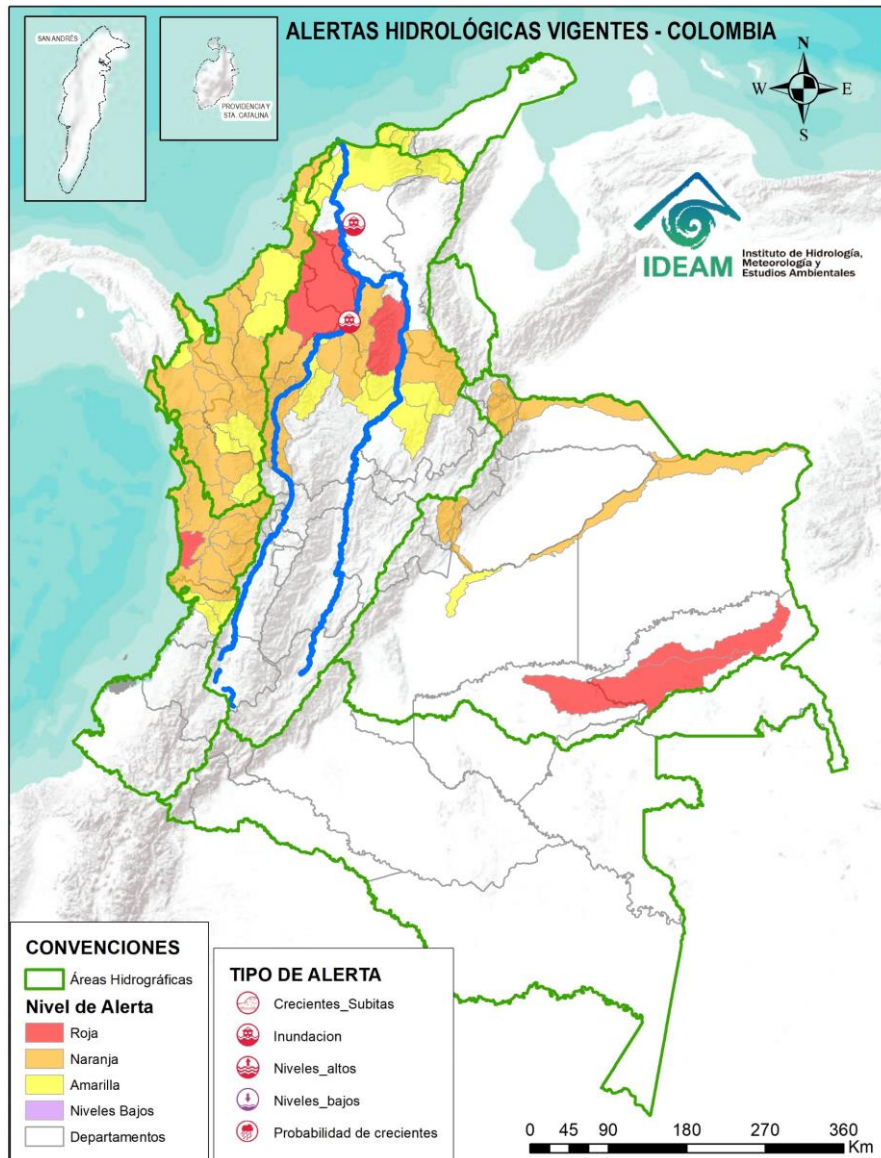 SAN ANDRÉS
PROVIDENCIA Y
STA. CATALINA
ALERTAS HIDROLÓGICAS VIGENTES - COLOMBIA
N
W
E
S
IDEAM
Instituto de Hidrología,
Meteorología y
Estudios Ambientales
CONVENCIONES
Áreas Hidrográficas
Nivel de Alerta
Roja
Naranja
Amarilla
Niveles Bajos
Departamentos
TIPO DE ALERTA
Crecientes_Subitas
Inundacion
Niveles_altos
Niveles_bajos
Probabilidad de crecientes
0 45 90 180 270 360
Km